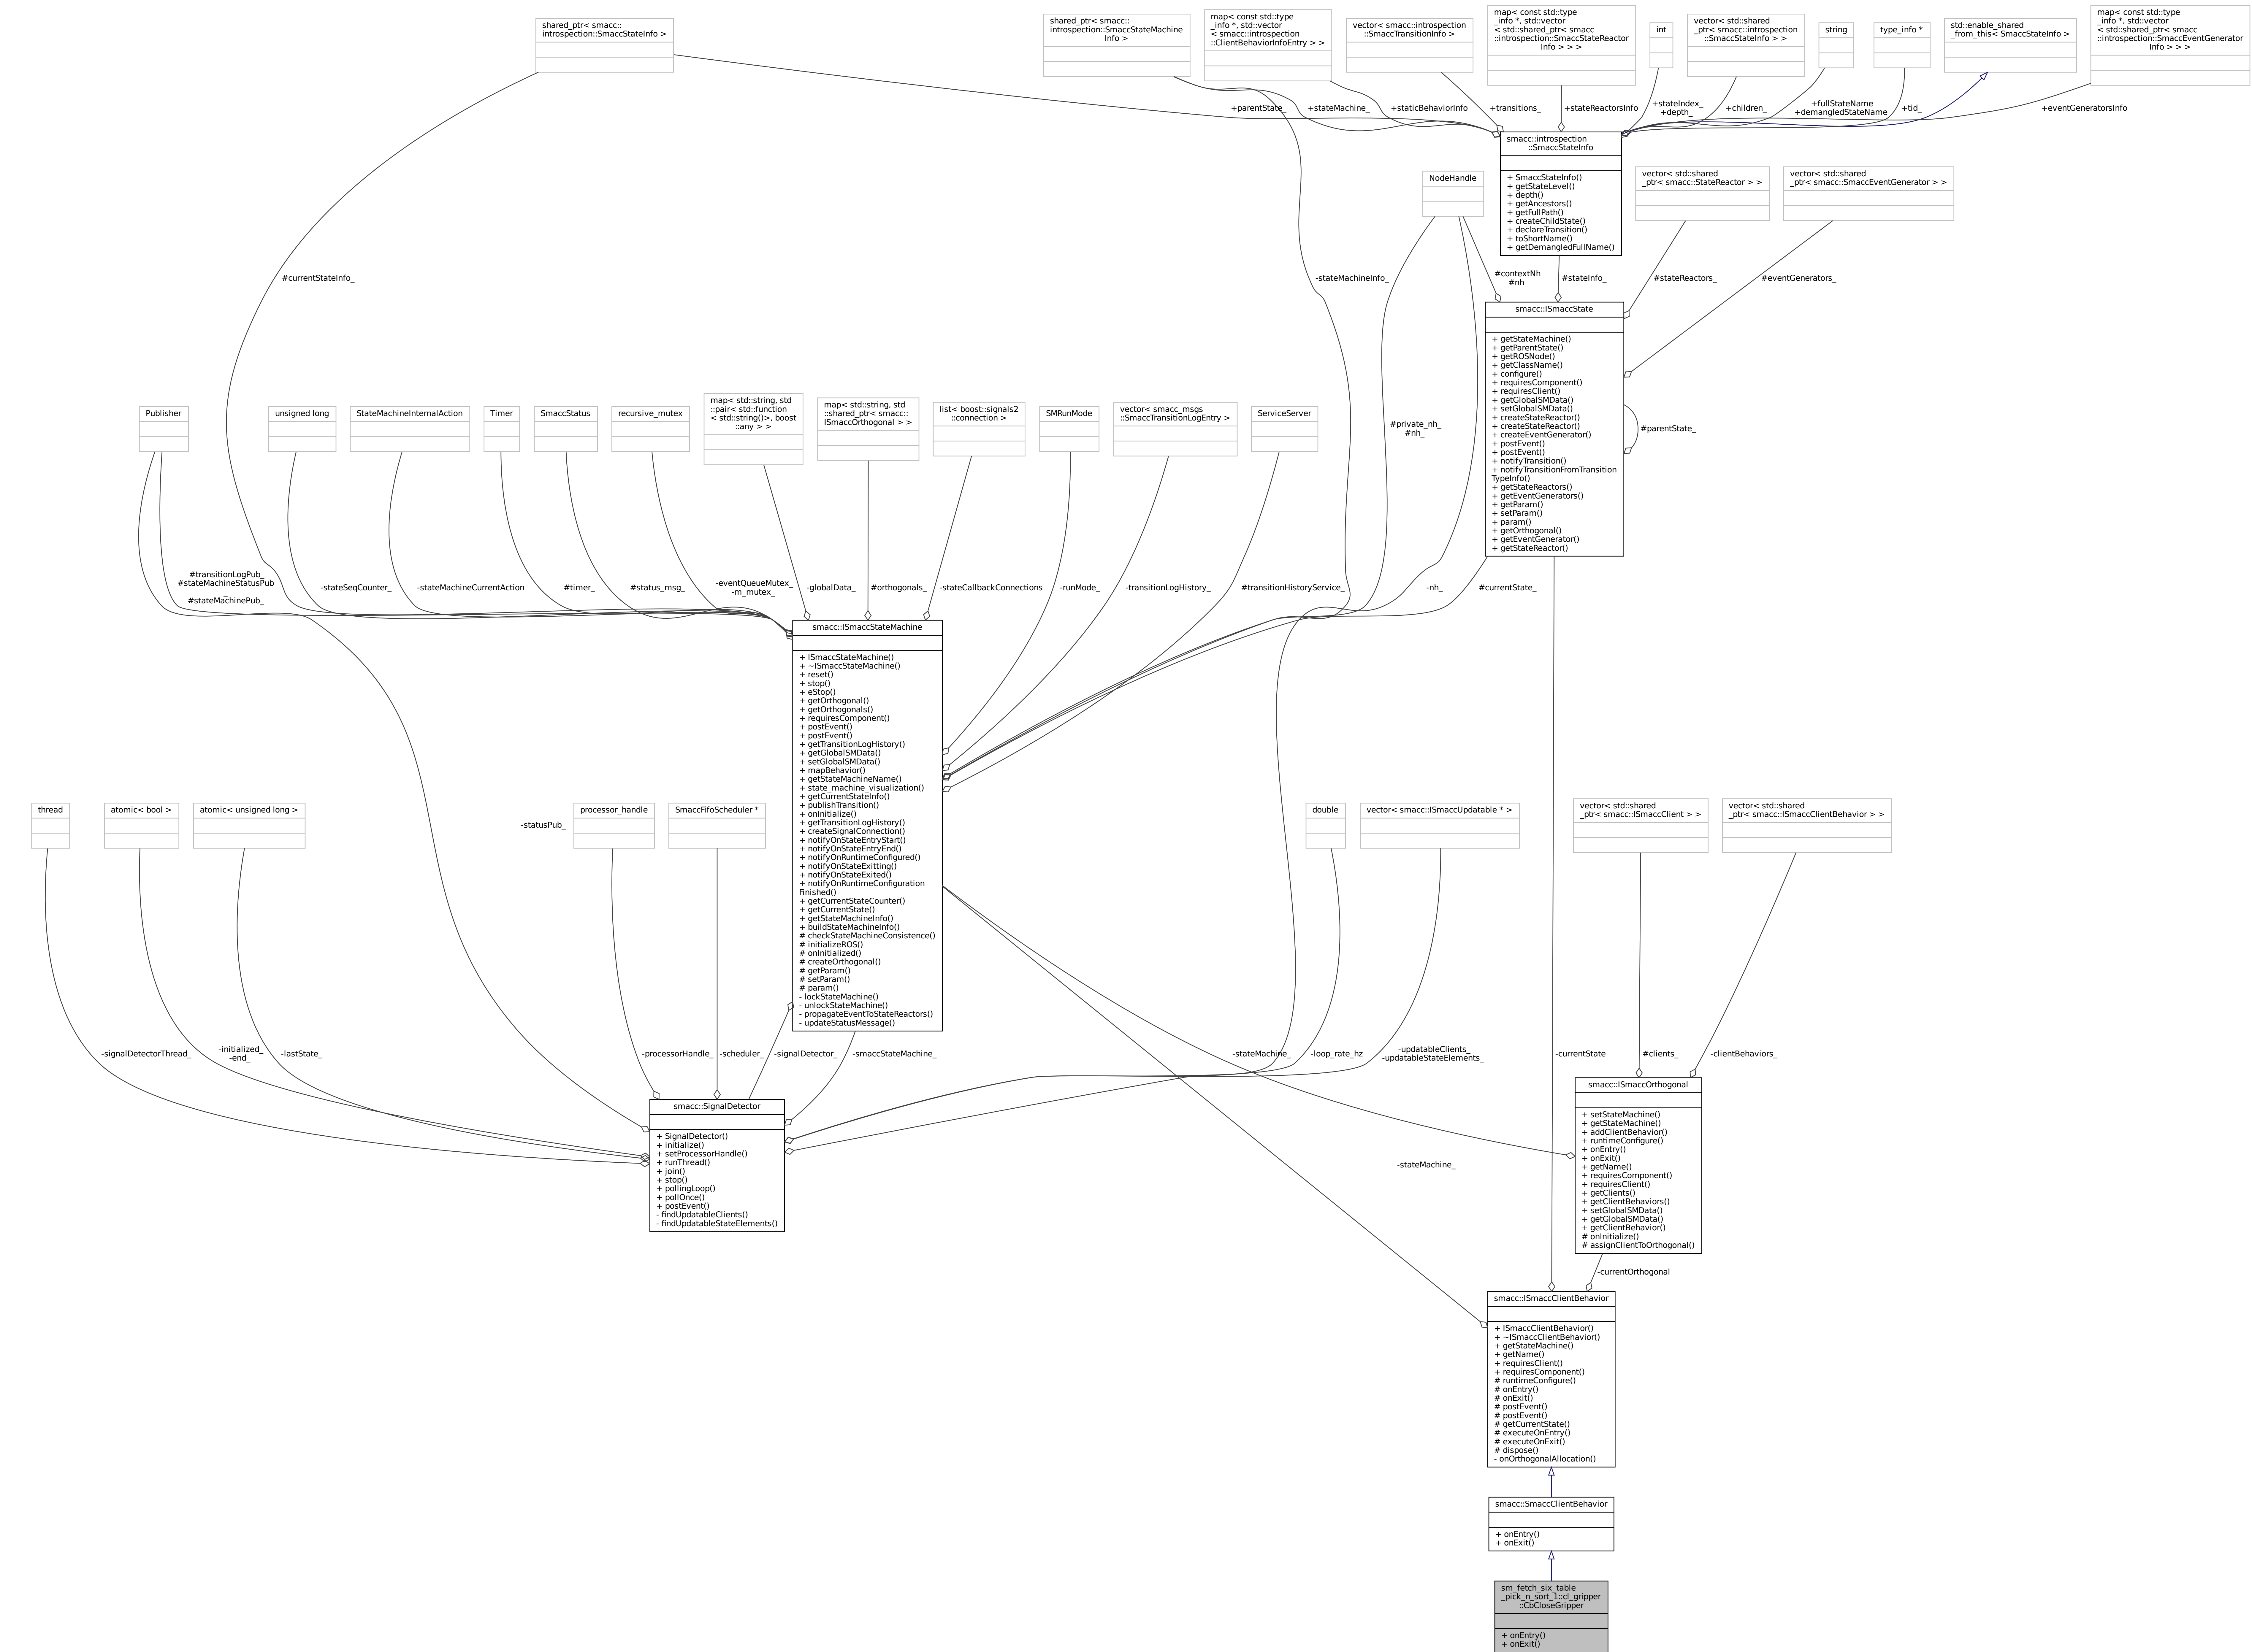 shared_ptr< smacc::
introspection::SmaccStateInfo >
shared_ptr< smacc::
introspection::SmaccStateMachine
Info >
map< const std::type
_info *, std::vector
< smacc::introspection
::ClientBehaviorInfoEntry > >
vector< smacc::introspection
::SmaccTransitionInfo >
map< const std::type
_info *, std::vector
< std::shared_ptr< smacc
::introspection::SmaccStateReactor
Info > > >
int
vector< std::shared
_ptr< smacc::introspection
::SmaccStateInfo > >
string
type_info *
std::enable_shared
_from_this< SmaccStateInfo >
map< const std::type
_info *, std::vector
< std::shared_ptr< smacc
::introspection::SmaccEventGenerator
Info > > >
+parentState_
+stateMachine_
+staticBehaviorInfo
+transitions_
+stateReactorsInfo
+stateIndex_
+depth_
+children_
+fullStateName
+demangledStateName
+tid_
+eventGeneratorsInfo
smacc::introspection
::SmaccStateInfo
+ SmaccStateInfo()
+ getStateLevel()
+ depth()
+ getAncestors()
+ getFullPath()
+ createChildState()
+ declareTransition()
+ toShortName()
+ getDemangledFullName()
NodeHandle
vector< std::shared
_ptr< smacc::StateReactor > >
vector< std::shared
_ptr< smacc::SmaccEventGenerator > >
#currentStateInfo_
-stateMachineInfo_
#contextNh
#nh
#stateInfo_
#stateReactors_
#eventGenerators_
smacc::ISmaccState
+ getStateMachine()
+ getParentState()
+ getROSNode()
+ getClassName()
+ configure()
+ requiresComponent()
+ requiresClient()
+ getGlobalSMData()
+ setGlobalSMData()
+ createStateReactor()
+ createStateReactor()
+ createEventGenerator()
+ postEvent()
+ postEvent()
+ notifyTransition()
+ notifyTransitionFromTransition
TypeInfo()
+ getStateReactors()
+ getEventGenerators()
+ getParam()
+ setParam()
+ param()
+ getOrthogonal()
+ getEventGenerator()
+ getStateReactor()
#parentState_
#private_nh_
#nh_
Publisher
unsigned long
StateMachineInternalAction
Timer
SmaccStatus
recursive_mutex
map< std::string, std
::pair< std::function
< std::string()>, boost
::any > >
map< std::string, std
::shared_ptr< smacc::
ISmaccOrthogonal > >
list< boost::signals2
::connection >
SMRunMode
vector< smacc_msgs
::SmaccTransitionLogEntry >
ServiceServer
#transitionLogPub_
#stateMachineStatusPub
_
#stateMachinePub_
-stateSeqCounter_
-stateMachineCurrentAction
#timer_
#status_msg_
-eventQueueMutex_
-m_mutex_
-globalData_
#orthogonals_
-stateCallbackConnections
-runMode_
-transitionLogHistory_
#transitionHistoryService_
-nh_
#currentState_
smacc::ISmaccStateMachine
+ ISmaccStateMachine()
+ ~ISmaccStateMachine()
+ reset()
+ stop()
+ eStop()
+ getOrthogonal()
+ getOrthogonals()
+ requiresComponent()
+ postEvent()
+ postEvent()
+ getTransitionLogHistory()
+ getGlobalSMData()
+ setGlobalSMData()
+ mapBehavior()
+ getStateMachineName()
+ state_machine_visualization()
+ getCurrentStateInfo()
+ publishTransition()
+ onInitialize()
+ getTransitionLogHistory()
+ createSignalConnection()
+ notifyOnStateEntryStart()
+ notifyOnStateEntryEnd()
+ notifyOnRuntimeConfigured()
+ notifyOnStateExitting()
+ notifyOnStateExited()
+ notifyOnRuntimeConfiguration
Finished()
+ getCurrentStateCounter()
+ getCurrentState()
+ getStateMachineInfo()
+ buildStateMachineInfo()
# checkStateMachineConsistence()
# initializeROS()
# onInitialized()
# createOrthogonal()
# getParam()
# setParam()
# param()
- lockStateMachine()
- unlockStateMachine()
- propagateEventToStateReactors()
- updateStatusMessage()
thread
atomic< bool >
atomic< unsigned long >
-statusPub_
processor_handle
SmaccFifoScheduler *
double
vector< smacc::ISmaccUpdatable * >
vector< std::shared
_ptr< smacc::ISmaccClient > >
vector< std::shared
_ptr< smacc::ISmaccClientBehavior > >
-signalDetectorThread_
-initialized_
-end_
-lastState_
-processorHandle_
-scheduler_
-signalDetector_
-smaccStateMachine_
-stateMachine_
-loop_rate_hz
-updatableClients_
-updatableStateElements_
-currentState
#clients_
-clientBehaviors_
smacc::SignalDetector
+ SignalDetector()
+ initialize()
+ setProcessorHandle()
+ runThread()
+ join()
+ stop()
+ pollingLoop()
+ pollOnce()
+ postEvent()
- findUpdatableClients()
- findUpdatableStateElements()
smacc::ISmaccOrthogonal
+ setStateMachine()
+ getStateMachine()
+ addClientBehavior()
+ runtimeConfigure()
+ onEntry()
+ onExit()
+ getName()
+ requiresComponent()
+ requiresClient()
+ getClients()
+ getClientBehaviors()
+ setGlobalSMData()
+ getGlobalSMData()
+ getClientBehavior()
# onInitialize()
# assignClientToOrthogonal()
-stateMachine_
-currentOrthogonal
smacc::ISmaccClientBehavior
+ ISmaccClientBehavior()
+ ~ISmaccClientBehavior()
+ getStateMachine()
+ getName()
+ requiresClient()
+ requiresComponent()
# runtimeConfigure()
# onEntry()
# onExit()
# postEvent()
# postEvent()
# getCurrentState()
# executeOnEntry()
# executeOnExit()
# dispose()
- onOrthogonalAllocation()
smacc::SmaccClientBehavior
+ onEntry()
+ onExit()
sm_fetch_six_table
_pick_n_sort_1::cl_gripper
::CbCloseGripper
+ onEntry()
+ onExit()